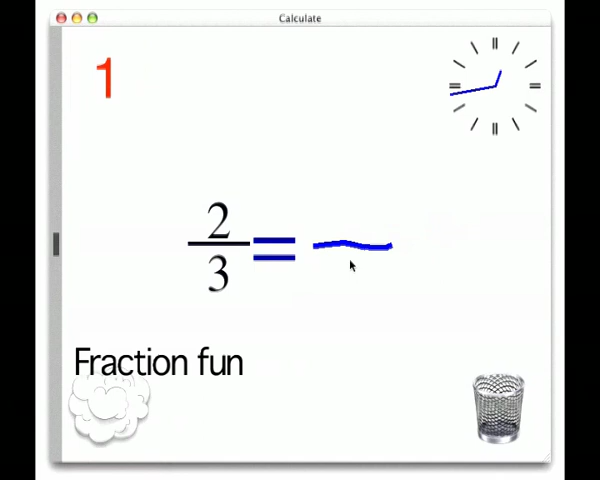 Calculate
1
2
3
=
Fraction fun